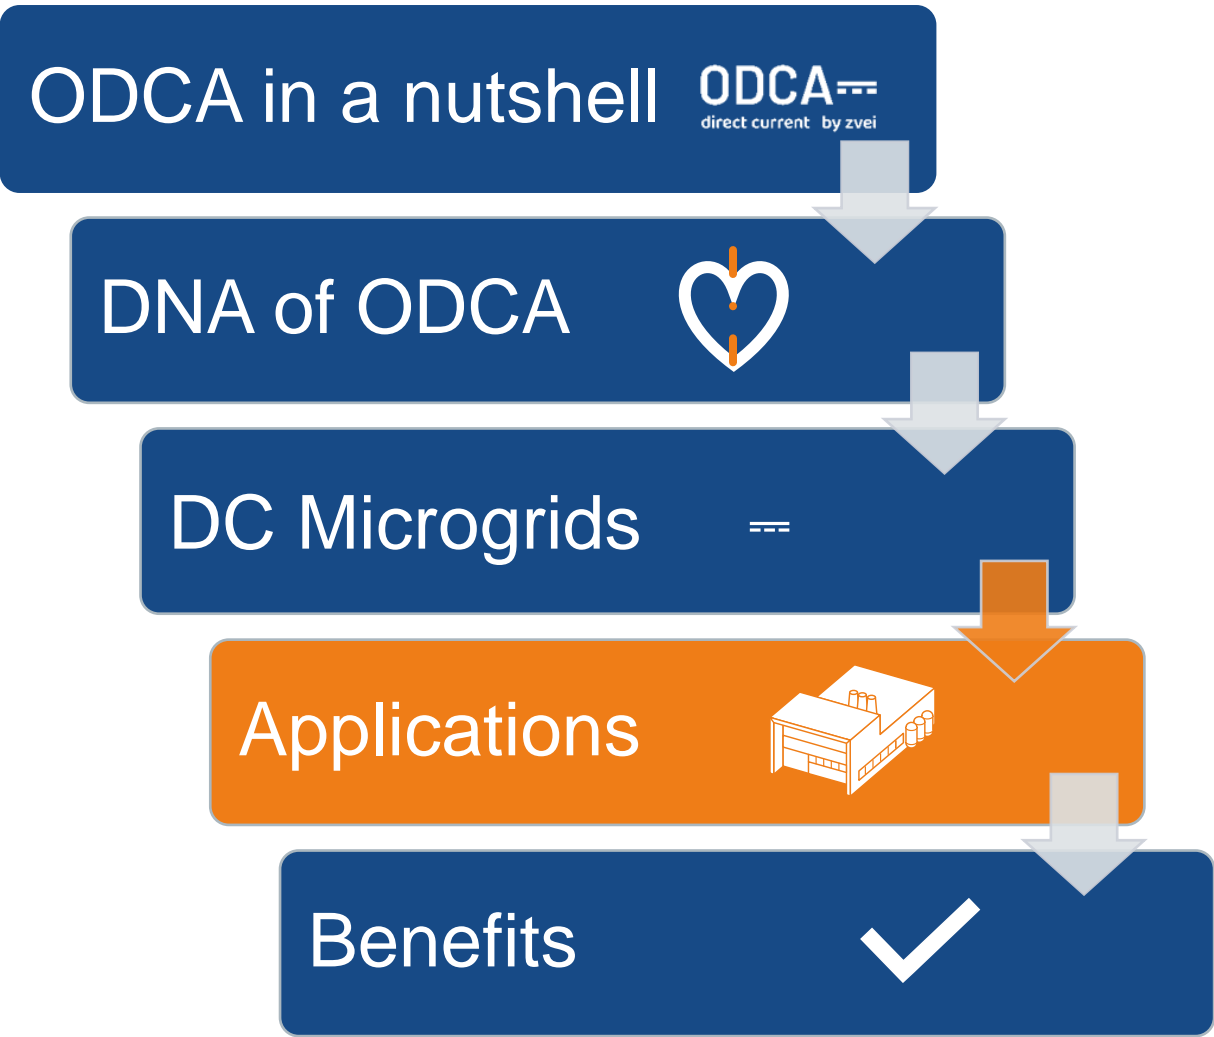 ODCA in a nutshell
ODCA
direct current by zvei
DNA of ODCA
DC Microgrids
Applications
Benefits